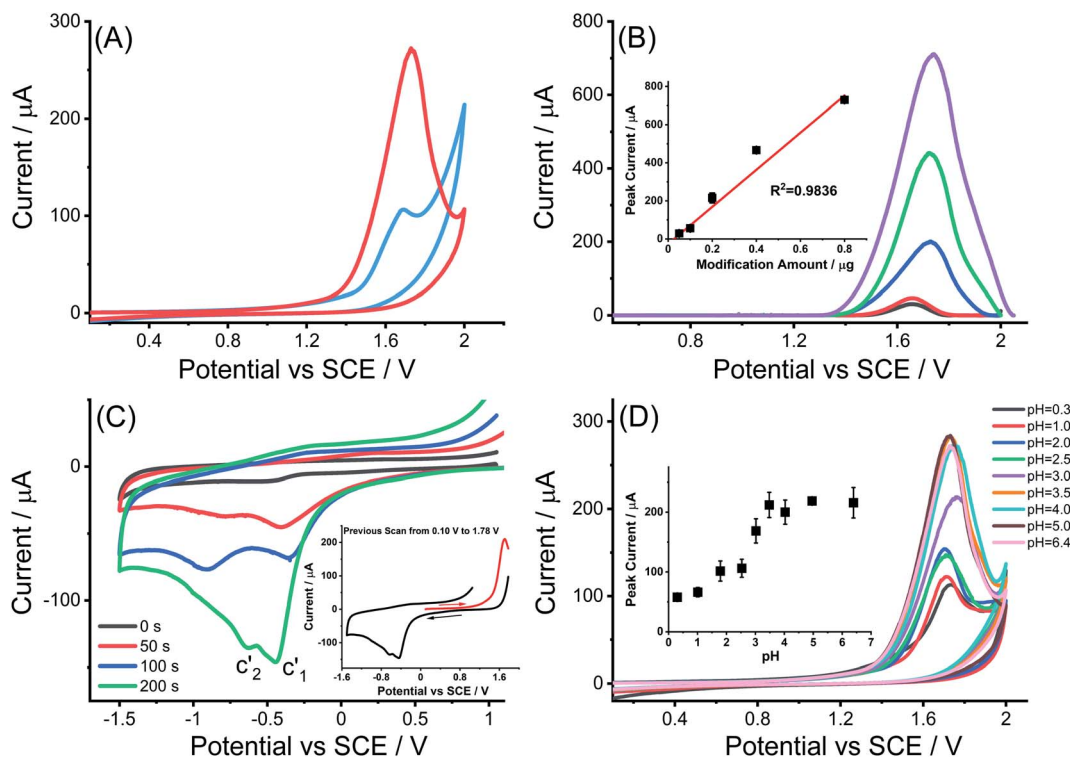 (A)
300
200
100
0
Current / µA
0.4
0.8
1.2
1.6
2
Potential vs SCE / V
(B)
800
600
400
200
0
Current / µA
0.8
1.2
1.6
2
Potential vs SCE / V
800
600
400
200
0
Peak Current / µA
0.0
0.2
0.4
0.6
0.8
Modification Amount / µg
R²=0.9836
(C)
0
-50
-100
Current / µA
-1.5
-1
-0.5
0
0.5
1
Potential vs SCE / V
0 s
50 s
100 s
200 s
c'₂
c'₁
Previous Scan from 0.10 V to 1.78 V
200
100
0
-100
Current / µA
-1.4
-0.8
-0.4
0
0.4
0.8
1.2
1.6
Potential vs SCE / V
(D)
300
200
100
0
Current / µA
0.4
0.8
1.2
1.6
2
Potential vs SCE / V
pH=0.3
pH=1.0
pH=2.0
pH=2.5
pH=3.0
pH=3.5
pH=4.0
pH=5.0
pH=6.4
200
100
0
Peak Current / µA
0
1
2
3
4
5
6
7
pH